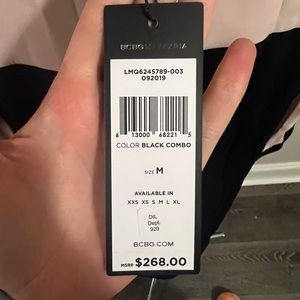 BCBGMAXAZRIA
LMQ6245789-003
092019
6 13000 68221 5
COLOR BLACK COMBO
SIZE M
AVAILABLE IN
XXS XS S M L XL
DIL
Dept.
920
BCBG.COM
MSRP $268.00